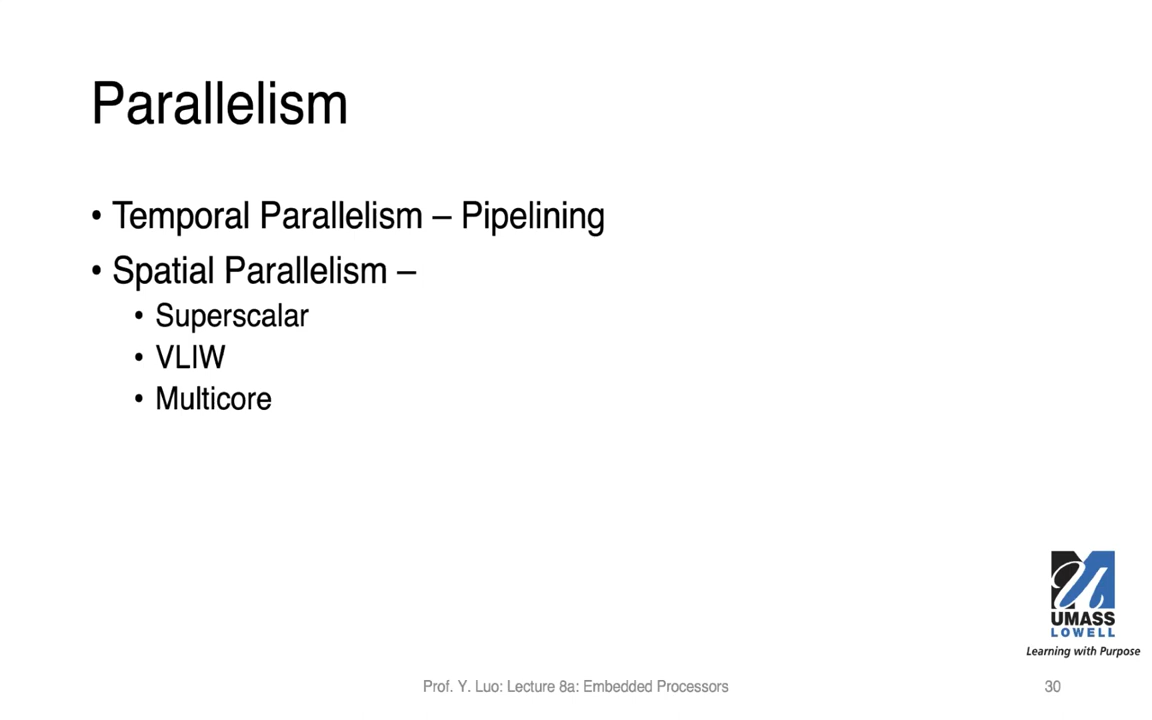 Parallelism
• Temporal Parallelism – Pipelining
• Spatial Parallelism –
• Superscalar
• VLIW
• Multicore
UMASS
LOWELL
Learning with Purpose
Prof. Y. Luo: Lecture 8a: Embedded Processors
30